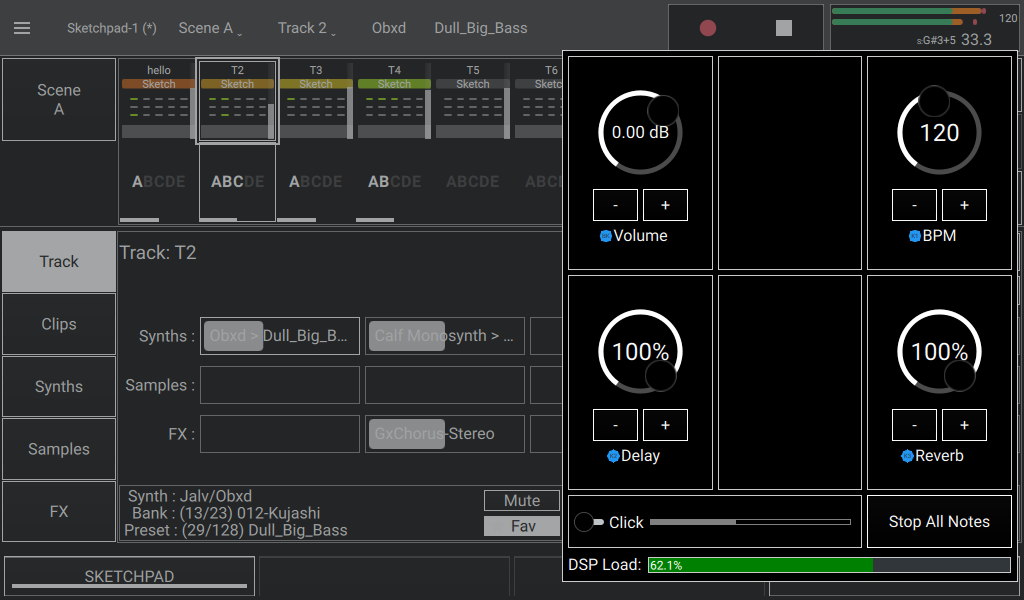 Sketchpad-1 (*) Scene A Track 2 Obxd Dull_Big_Bass
120
s:G#3+5 33.3
Scene
A
hello T2 T3 T4 T5 T6
Sketch Sketch Sketch Sketch Sketch Sketc
ABCDE ABCDE ABCDE ABCDE ABCDE ABC
Track
Clips
Synths
Samples
FX
Track: T2
Synths : Obxd > Dull_Big_B... Calf Monosynth > ...
Samples :
FX : GxChorus-Stereo
Synth : Jalv/Obxd
Bank : (13/23) 012-Kujashi
Preset : (29/128) Dull_Big_Bass
Mute
Fav
SKETCHPAD
0.00 dB
- +
Volume
120
- +
BPM
100%
- +
Delay
100%
- +
Reverb
Click
Stop All Notes
DSP Load: 62.1%